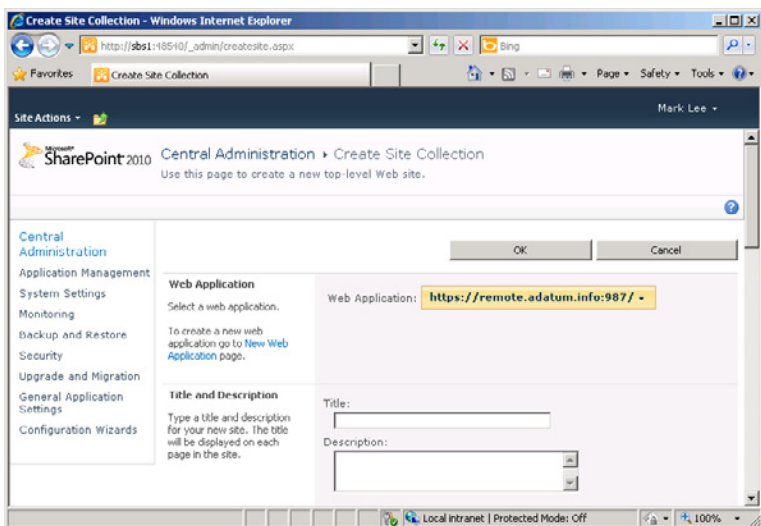 Create Site Collection - Windows Internet Explorer
http://sbs1:48540/_admin/createsite.aspx
Bing
Favorites
Create Site Collection
Page
Safety
Tools
Mark Lee
Site Actions
Microsoft
SharePoint 2010
Central Administration ▸ Create Site Collection
Use this page to create a new top-level Web site.
Central
Administration
Application Management
System Settings
Monitoring
Backup and Restore
Security
Upgrade and Migration
General Application
Settings
Configuration Wizards
OK
Cancel
Web Application
Select a web application.
To create a new web
application go to New Web
Application page.
Web Application:
https://remote.adatum.info:987/
Title and Description
Type a title and description
for your new site. The title
will be displayed on each
page in the site.
Title:
Description:
Local intranet | Protected Mode: Off
100%